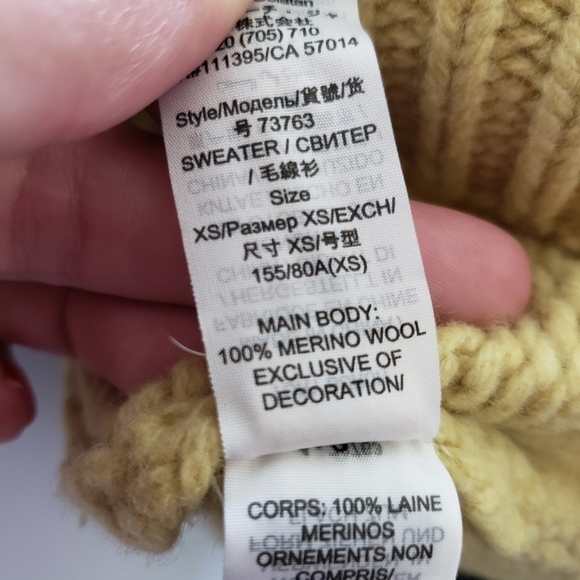 株式会社
20 (705) 710
#111395/CA 57014
Style/Модель/貨號/货
号 73763
SWEATER / СВИТЕР
/ 毛線衫
Size
XS/Размер XS/EXCH/
尺寸 XS/号型
155/80A(XS)
MAIN BODY:
100% MERINO WOOL
EXCLUSIVE OF
DECORATION/
CORPS: 100% LAINE
MERINOS
ORNEMENTS NON
COMPRIS/